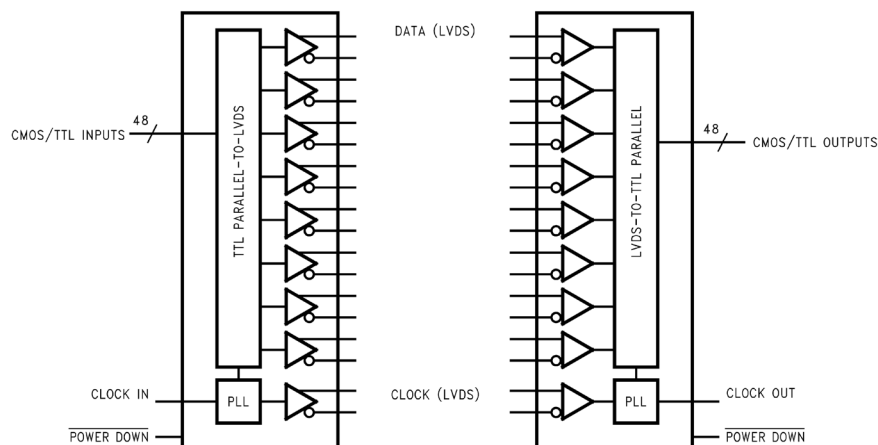 DATA (LVDS)
48
CMOS/TTL INPUTS
TTL PARALLEL-TO-LVDS
LVDS-TO-TTL PARALLEL
48
CMOS/TTL OUTPUTS
CLOCK IN
PLL
CLOCK (LVDS)
PLL
CLOCK OUT
POWER DOWN
POWER DOWN